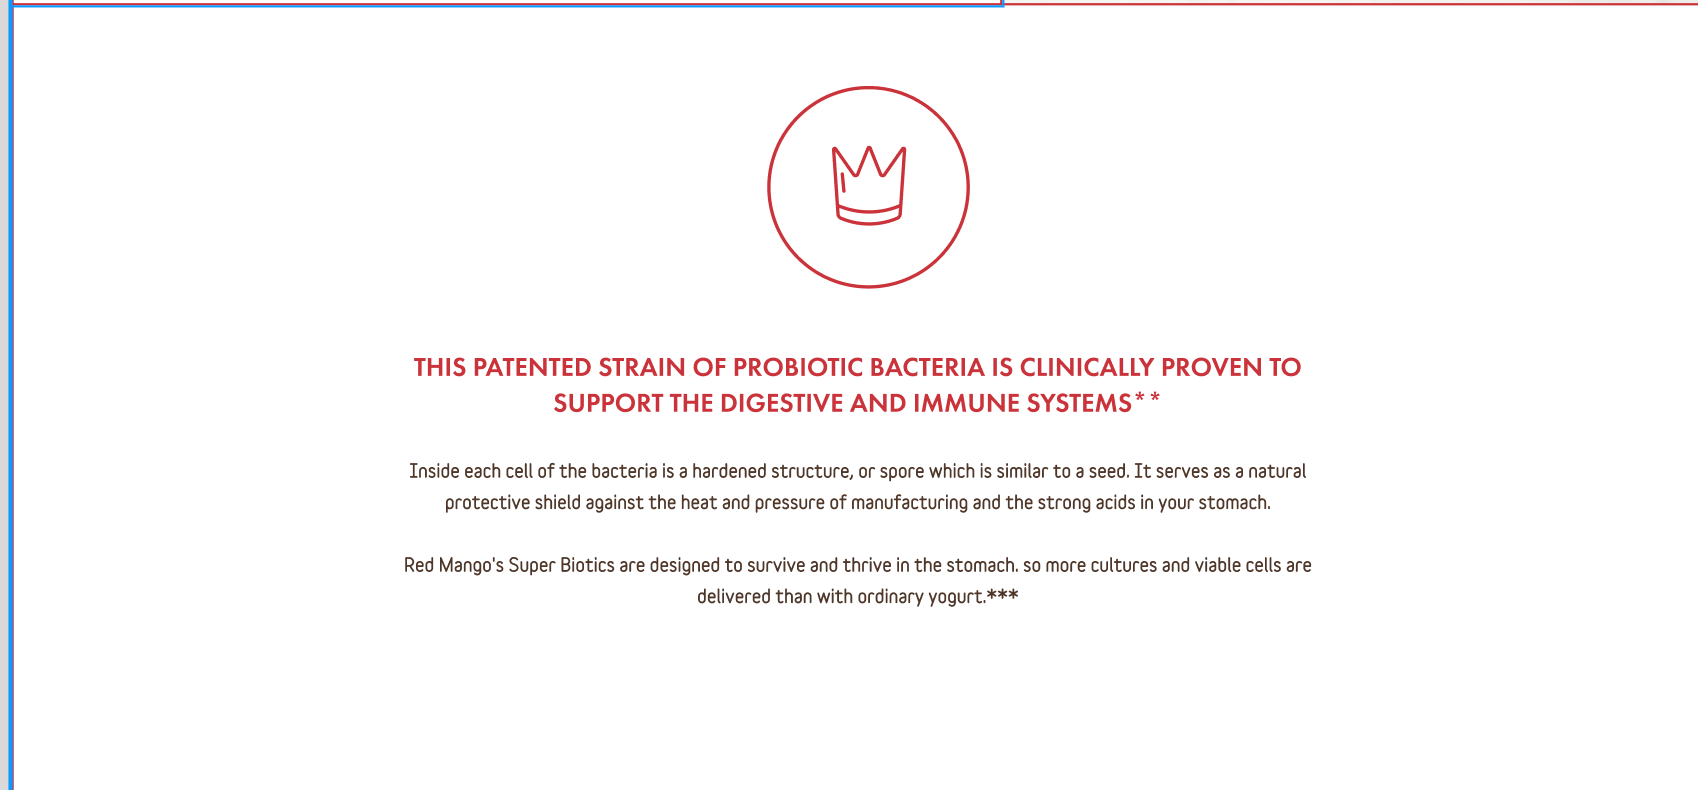 THIS PATENTED STRAIN OF PROBIOTIC BACTERIA IS CLINICALLY PROVEN TO
SUPPORT THE DIGESTIVE AND IMMUNE SYSTEMS**
Inside each cell of the bacteria is a hardened structure, or spore which is similar to a seed. It serves as a natural
protective shield against the heat and pressure of manufacturing and the strong acids in your stomach.
Red Mango's Super Biotics are designed to survive and thrive in the stomach. so more cultures and viable cells are
delivered than with ordinary yogurt.***